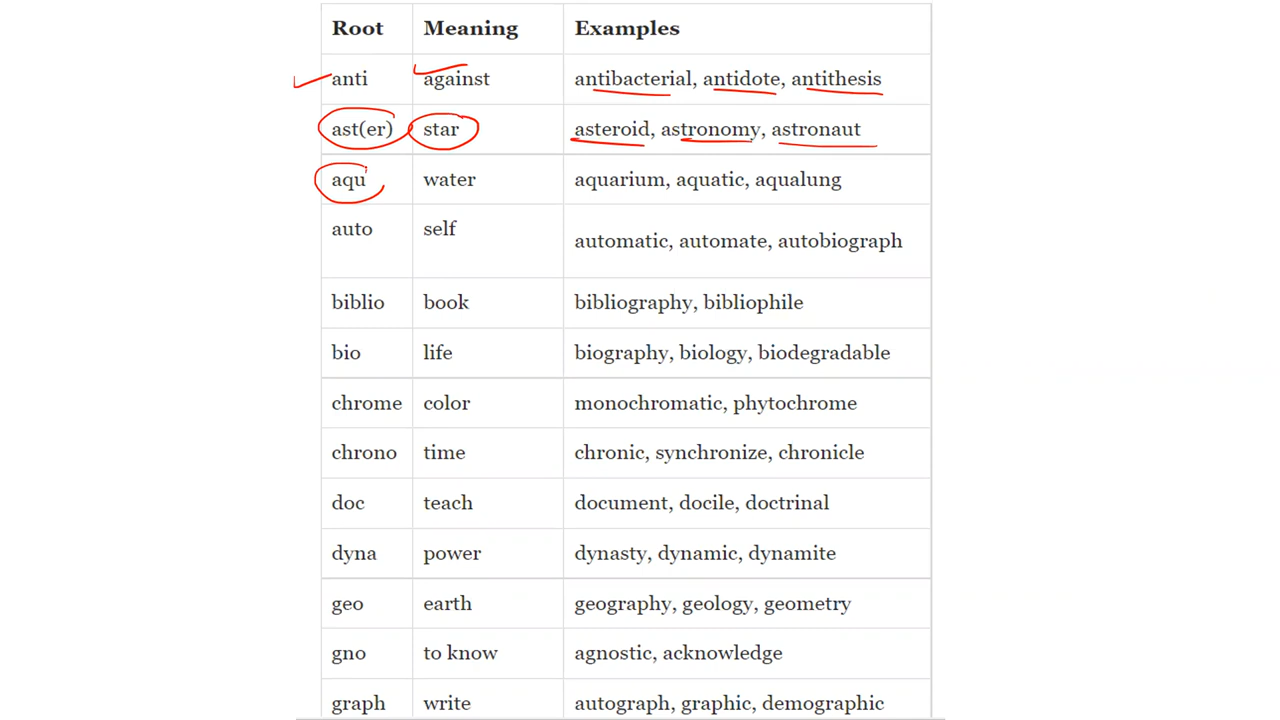 Root Meaning Examples
anti against antibacterial, antidote, antithesis
ast(er) star asteroid, astronomy, astronaut
aqu water aquarium, aquatic, aqualung
auto self automatic, automate, autobiograph
biblio book bibliography, bibliophile
bio life biography, biology, biodegradable
chrome color monochromatic, phytochrome
chrono time chronic, synchronize, chronicle
doc teach document, docile, doctrinal
dyna power dynasty, dynamic, dynamite
geo earth geography, geology, geometry
gno to know agnostic, acknowledge
graph write autograph, graphic, demographic